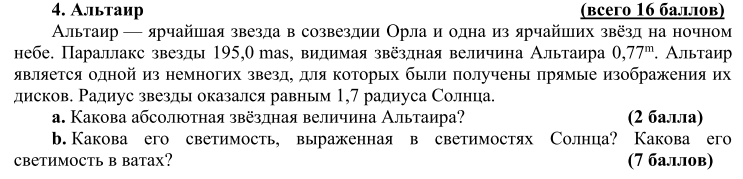 4. Альтаир (всего 16 баллов)
Альтаир — ярчайшая звезда в созвездии Орла и одна из ярчайших звёзд на ночном
небе. Параллакс звезды 195,0 mas, видимая звёздная величина Альтаира 0,77ᵐ. Альтаир
является одной из немногих звезд, для которых были получены прямые изображения их
дисков. Радиус звезды оказался равным 1,7 радиуса Солнца.
a. Какова абсолютная звёздная величина Альтаира? (2 балла)
b. Какова его светимость, выраженная в светимостях Солнца? Какова его
светимость в ваттах? (7 баллов)